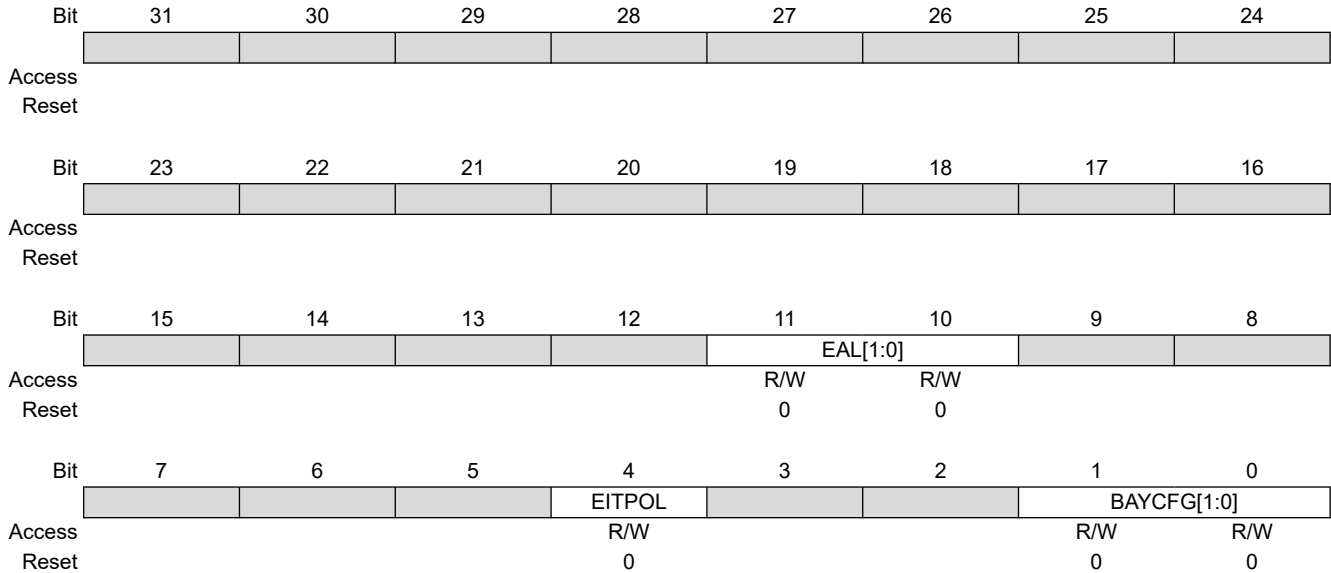 Bit 31 30 29 28 27 26 25 24
Access
Reset
Bit 23 22 21 20 19 18 17 16
Access
Reset
Bit 15 14 13 12 11 10 9 8
EAL[1:0]
Access R/W R/W
Reset 0 0
Bit 7 6 5 4 3 2 1 0
EITPOL BAYCFG[1:0]
Access R/W R/W R/W
Reset 0 0 0